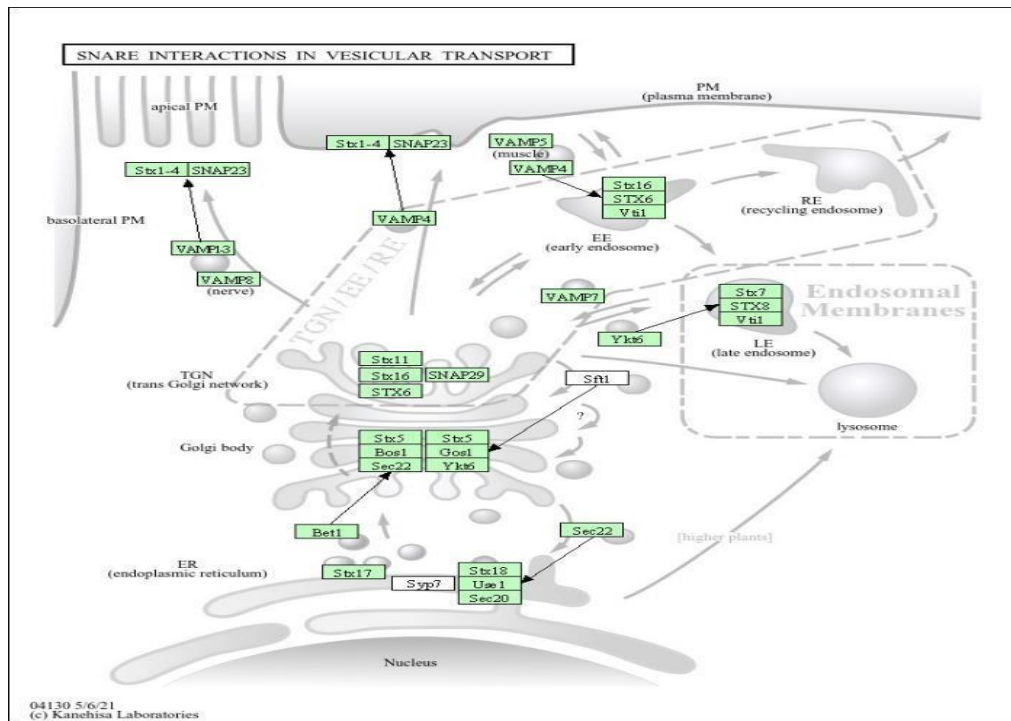 SNARE INTERACTIONS IN VESICULAR TRANSPORT
apical PM
PM
(plasma membrane)
Stx1-4 SNAP23
VAMP5
(muscle)
Stx1-4 SNAP23
VAMP4
Stx16
STX6
Vti1
RE
(recycling endosome)
basolateral PM
VAMP4
EE
(early endosome)
VAMP1-3
VAMP8
(nerve)
TGN/EE/RE
VAMP7
Stx7
STX8
Vti1
Endosomal
Membranes
Ykt6
LE
(late endosome)
Stx11
Stx16
STX6
SNAP29
TGN
(trans Golgi network)
Sft1
?
lysosome
Golgi body
Stx5
Bos1
Sec22
Stx5
Gos1
Ykt6
Bet1
Sec22
[higher plants]
ER
(endoplasmic reticulum)
Stx17
Syp7
Stx18
Use1
Sec20
Nucleus
04130 5/6/21
(c) Kanehisa Laboratories